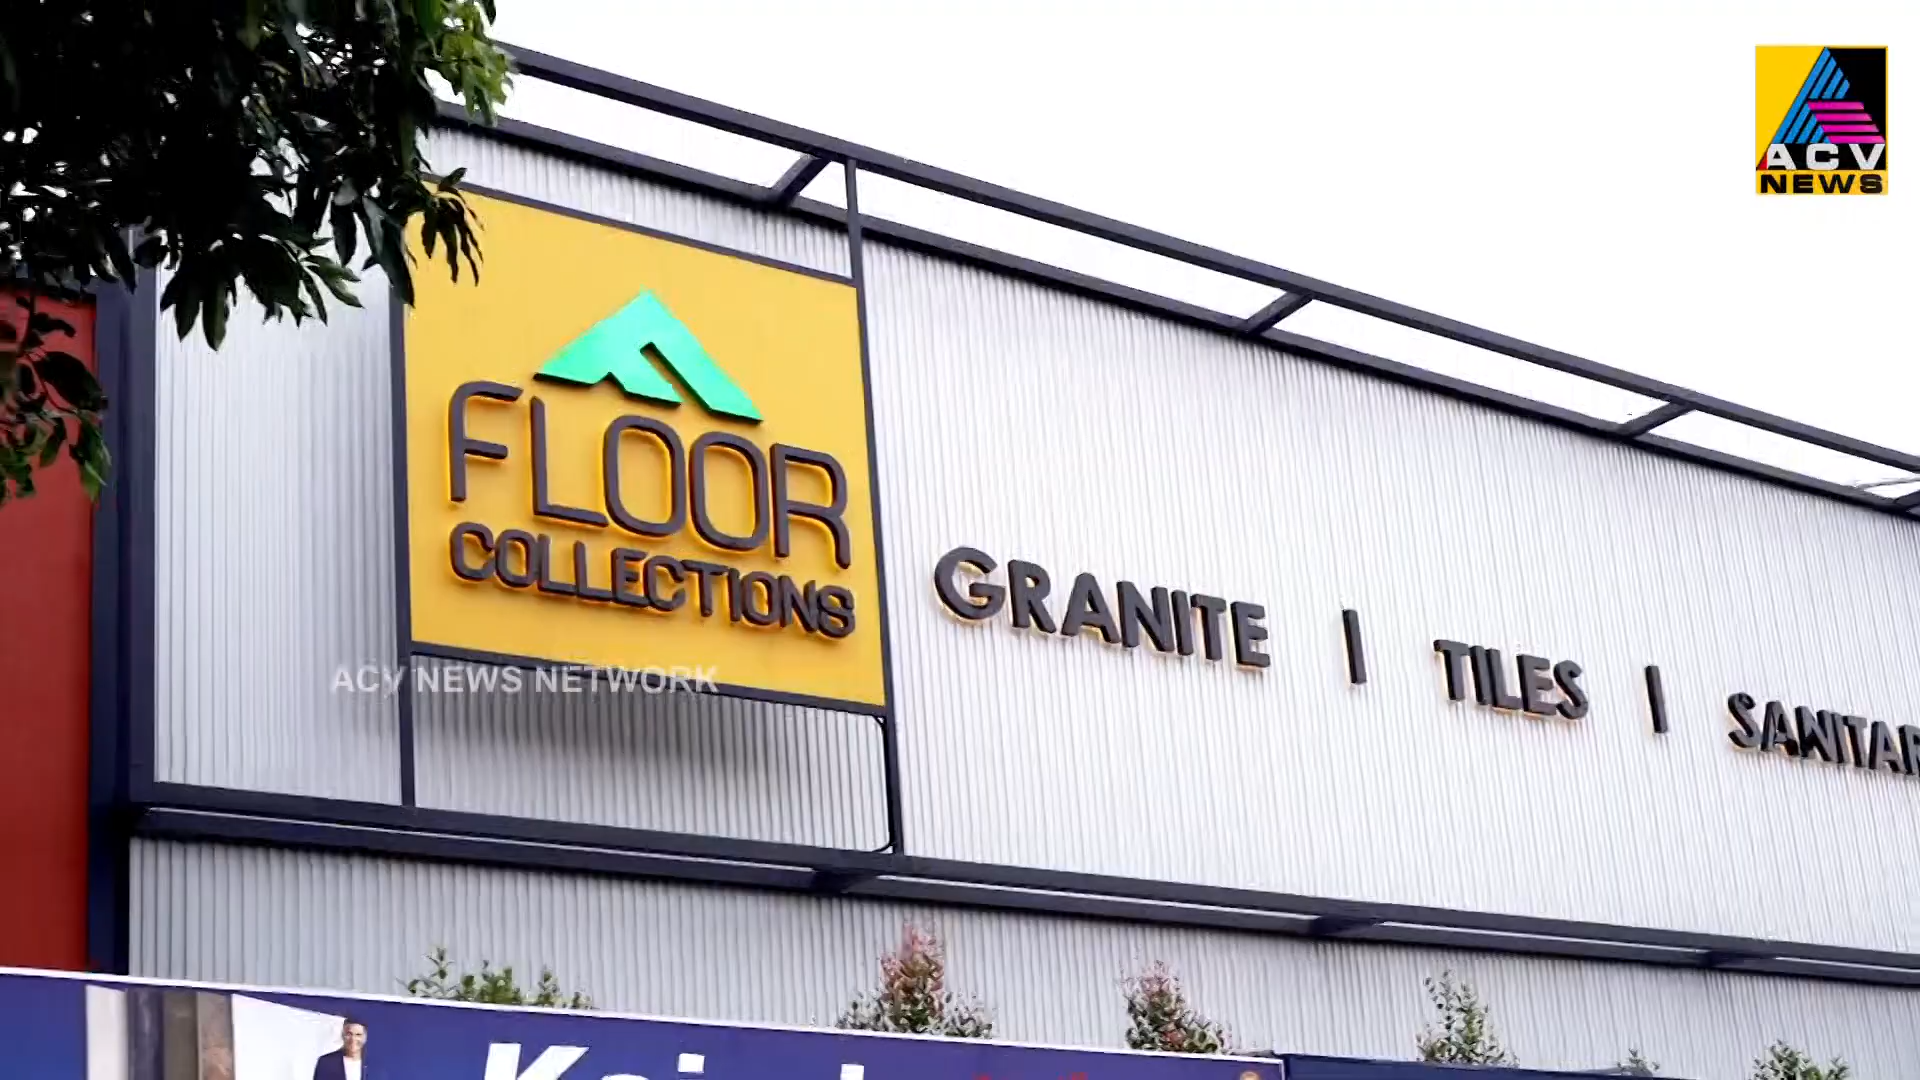 ACV
NEWS
FLOOR
COLLECTIONS
GRANITE | TILES | SANITAR
ACV NEWS NETWORK